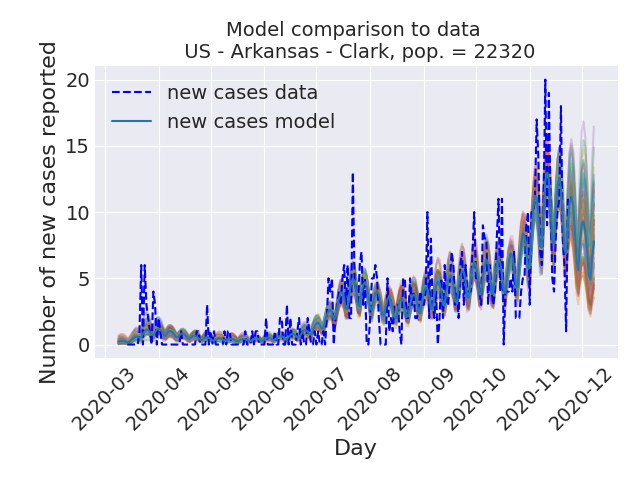 Model comparison to data
US - Arkansas - Clark, pop. = 22320
new cases data
new cases model
Number of new cases reported
20
15
10
5
0
2020-03
2020-04
2020-05
2020-06
2020-07
2020-08
2020-09
2020-10
2020-11
2020-12
Day